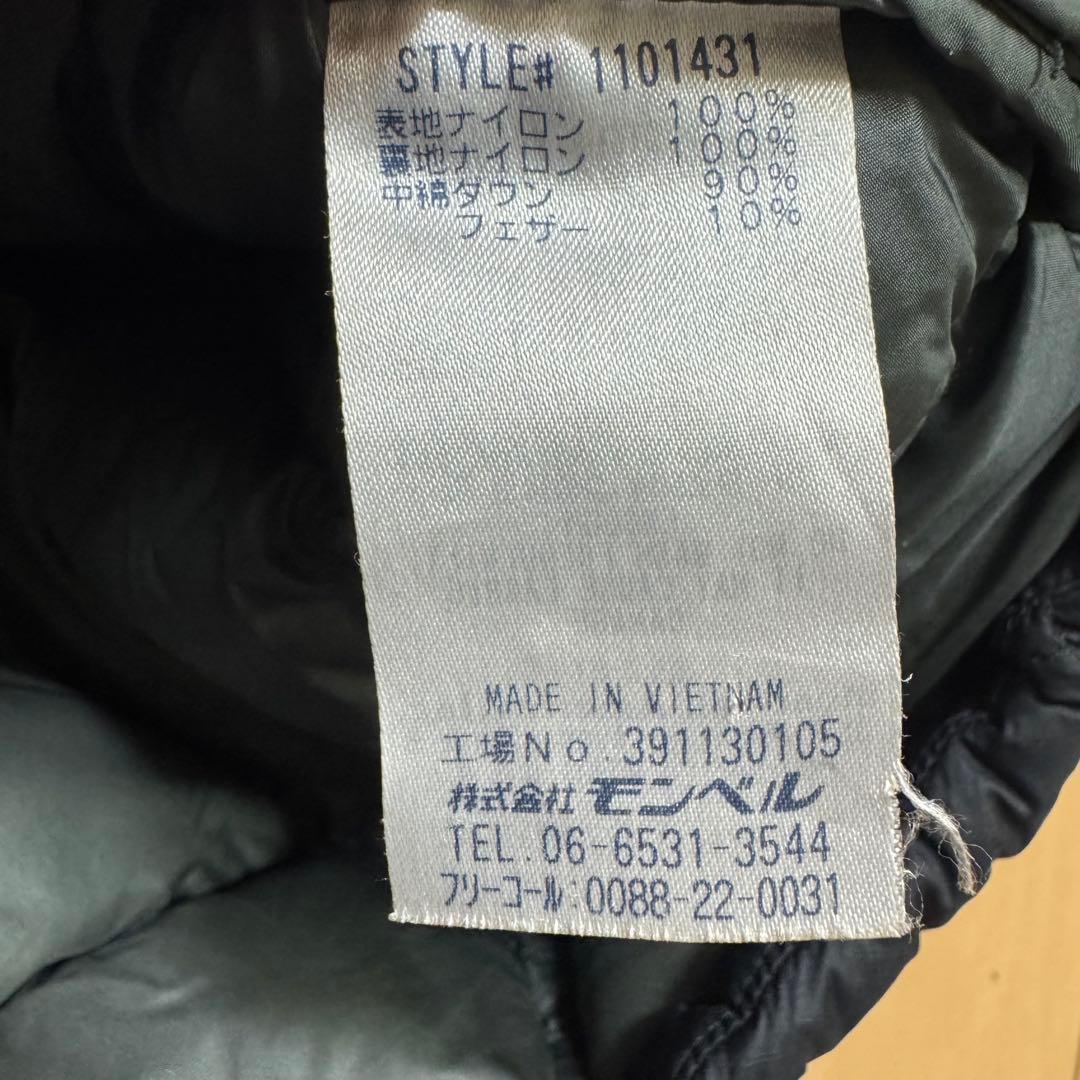 STYLE# 1101431
表地ナイロン 100%
裏地ナイロン 100%
中綿ダウン 90%
フェザー 10%
MADE IN VIETNAM
工場No.391130105
株式会社モンベル
TEL.06-6531-3544
フリーコール:0088-22-0031